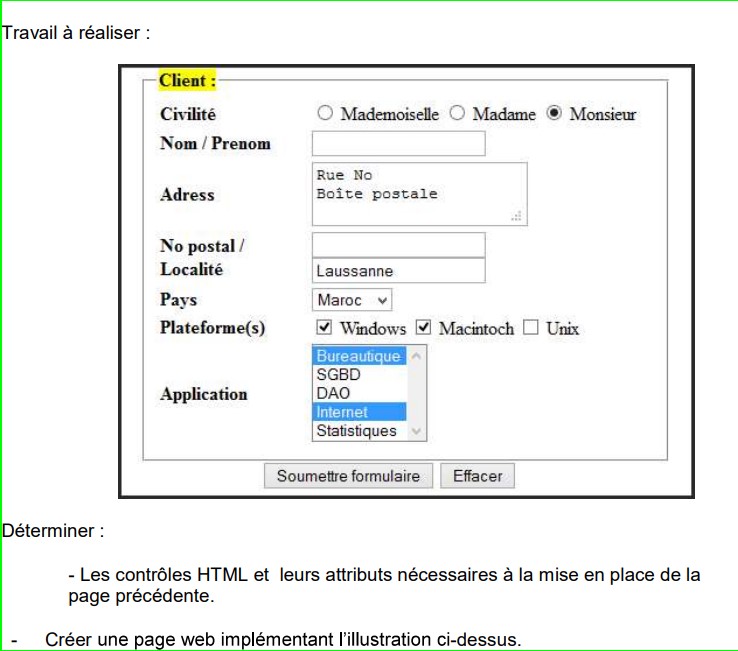 Travail à réaliser :
Client :
Civilité Mademoiselle Madame Monsieur
Nom / Prenom
Adress
Rue No
Boîte postale
No postal /
Localité
Laussanne
Pays Maroc
Plateforme(s) Windows Macintoch Unix
Application
Bureautique
SGBD
DAO
Internet
Statistiques
Soumettre formulaire Effacer
Déterminer :
- Les contrôles HTML et leurs attributs nécessaires à la mise en place de la
page précédente.
- Créer une page web implémentant l'illustration ci-dessus.